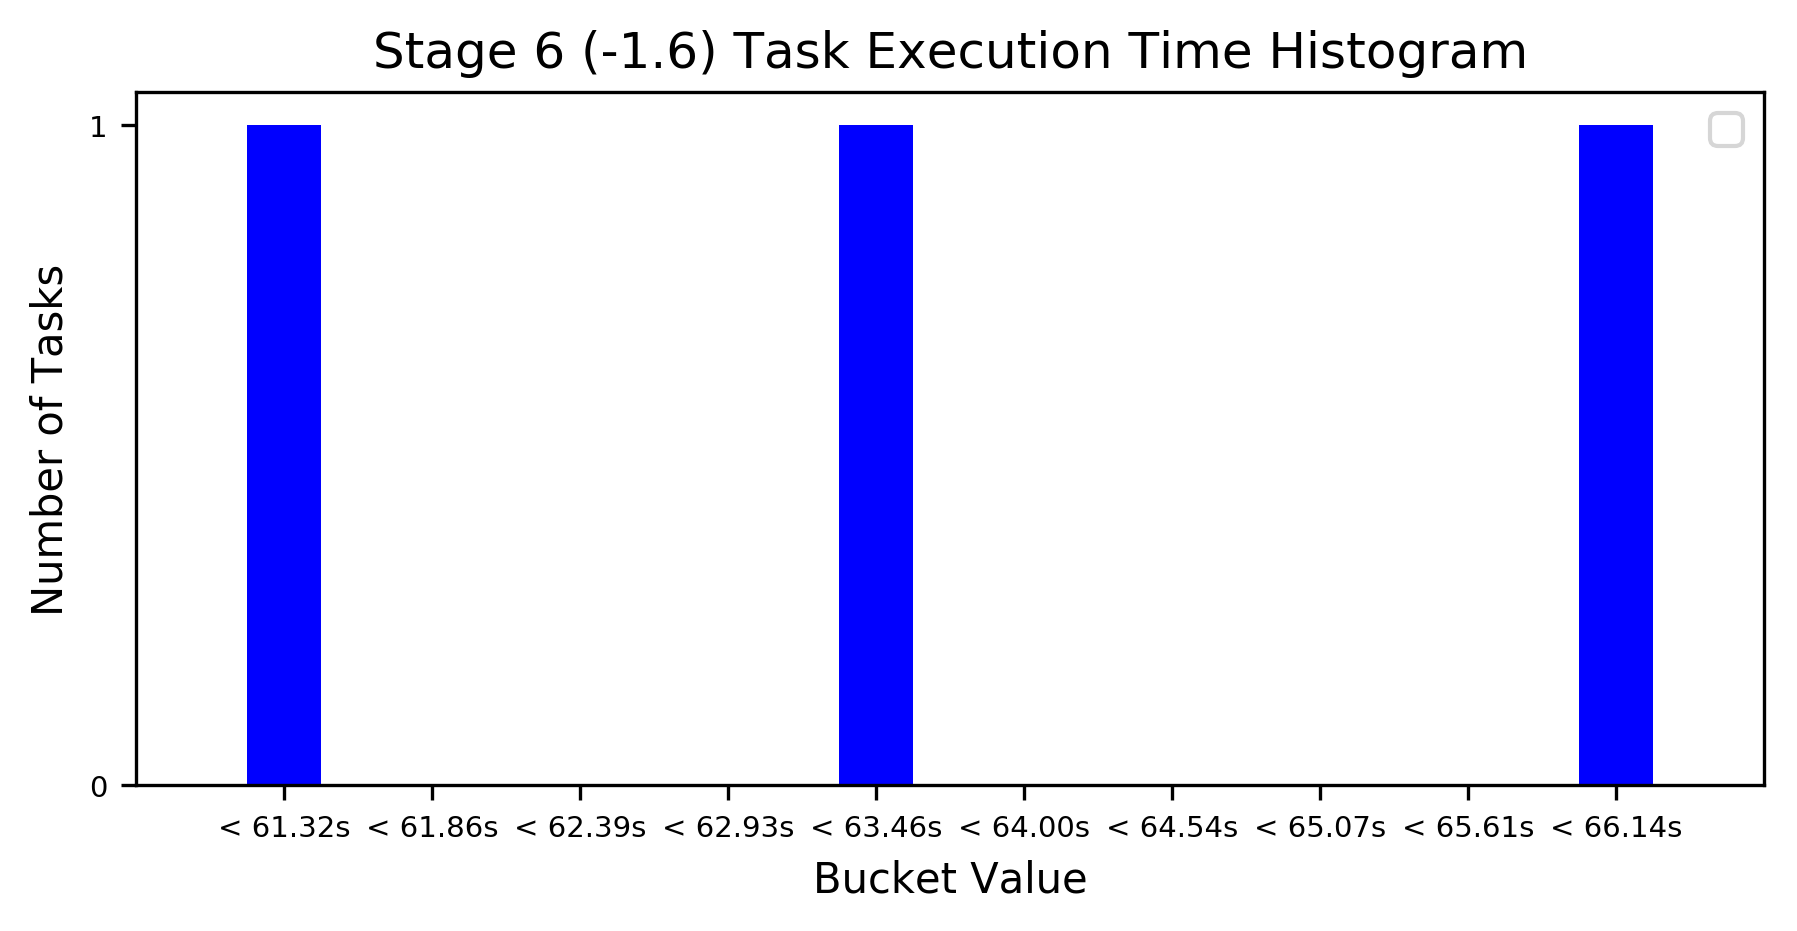 Stage 6 (-1.6) Task Execution Time Histogram
Number of Tasks
1
0
< 61.32s < 61.86s < 62.39s < 62.93s < 63.46s < 64.00s < 64.54s < 65.07s < 65.61s < 66.14s
Bucket Value